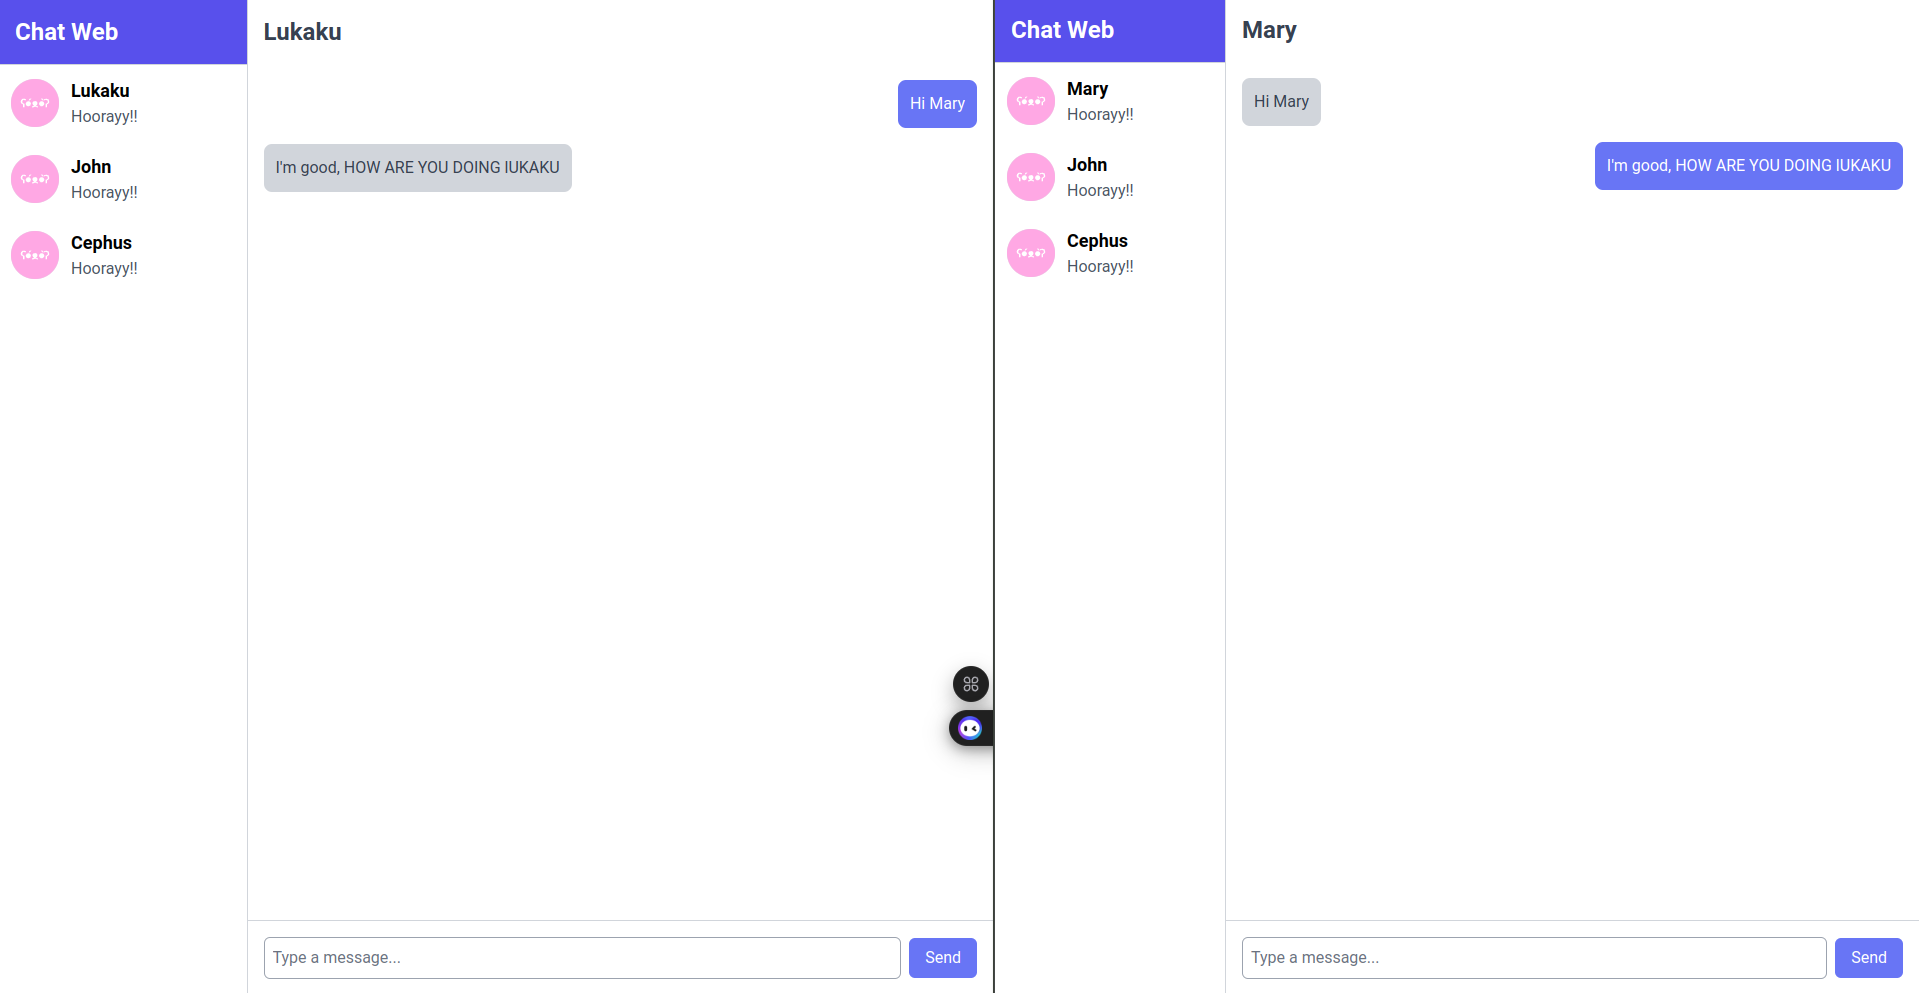 Chat Web
Lukaku
Hoorayy!!
John
Hoorayy!!
Cephus
Hoorayy!!
Lukaku
Hi Mary
I'm good, HOW ARE YOU DOING lUKAKU
Type a message...
Send
Chat Web
Mary
Hoorayy!!
John
Hoorayy!!
Cephus
Hoorayy!!
Mary
Hi Mary
I'm good, HOW ARE YOU DOING lUKAKU
Type a message...
Send